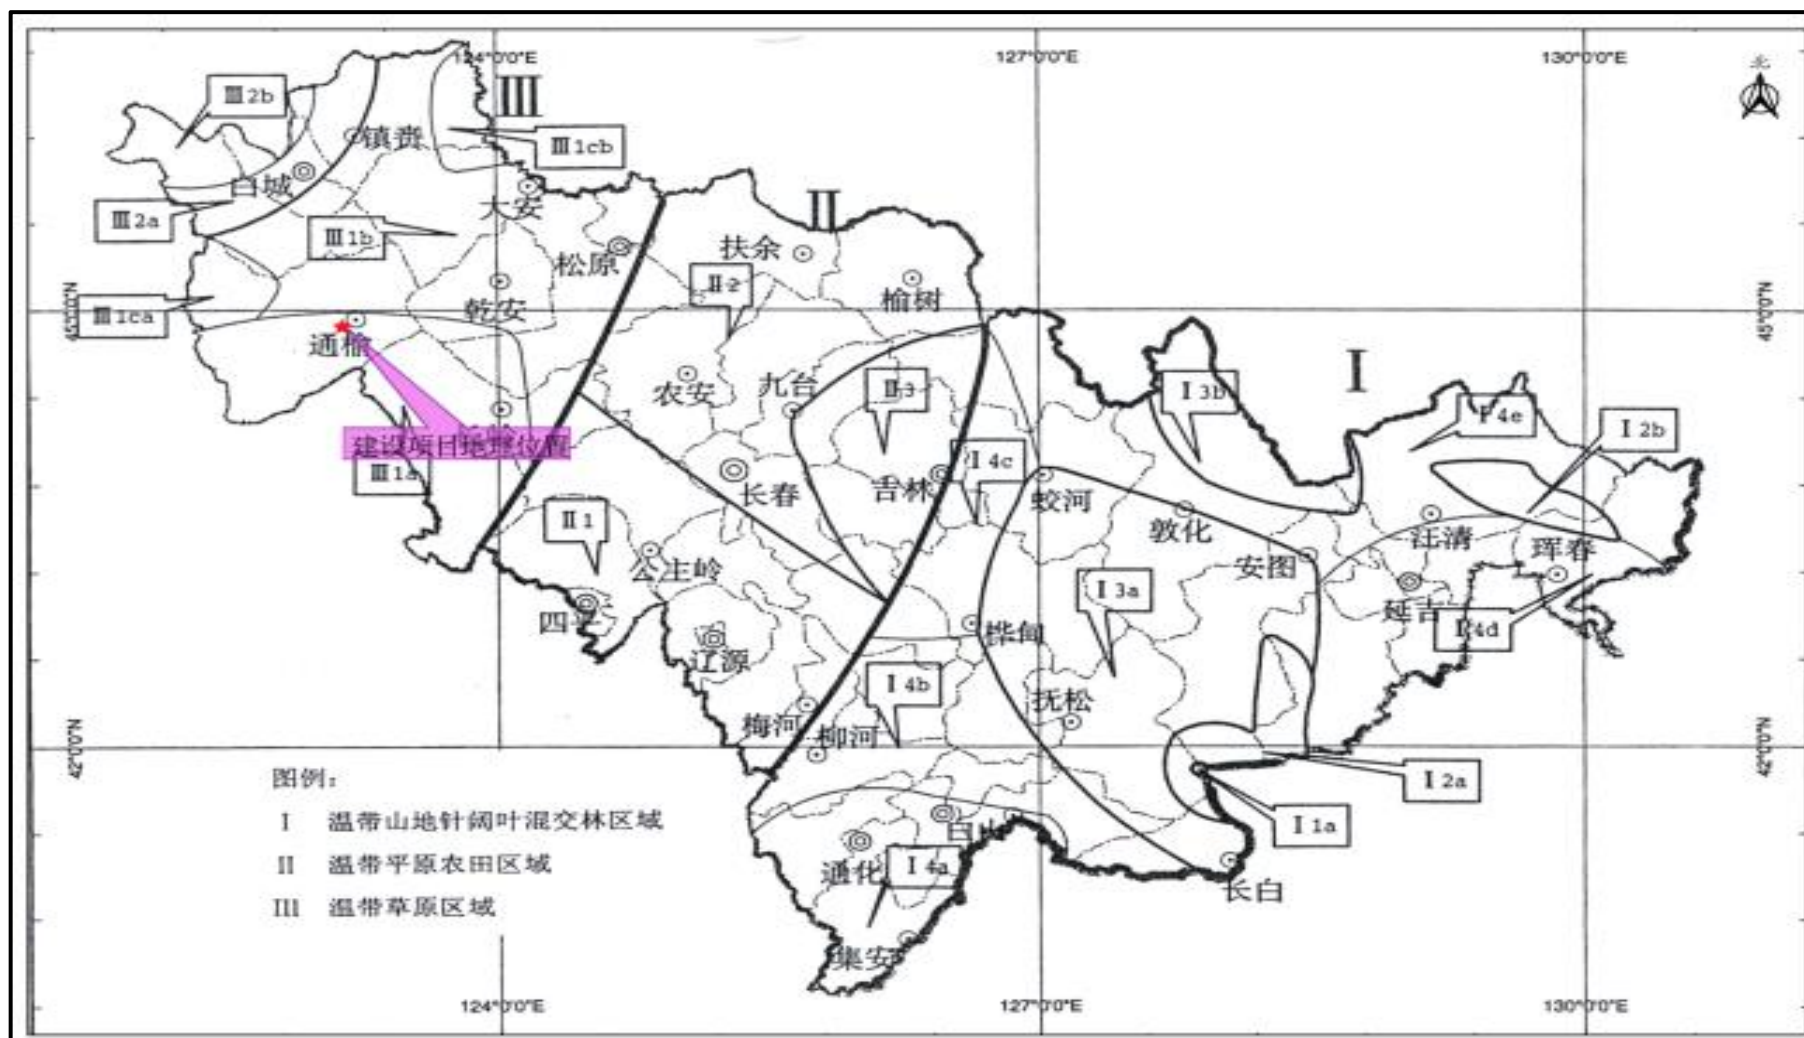 124°0'0"E
127°0'0"E
130°0'0"E
北
III
III2b
镇赉
III1cb
白城
大安
III2a
III1b
II
松原
扶余
II2
榆树
乾安
45°0'0"N
45°0'0"N
III1ca
通榆
I
农安
九台
II3
I3b
I4e
I2b
建设项目地理位置
III1a
长春
吉林
I4c
蛟河
敦化
II1
公主岭
安图
汪清
珲春
四平
I3a
延吉
I4d
辽源
桦甸
I4b
抚松
梅河
柳河
42°0'0"N
42°0'0"N
I2a
图例:
I 温带山地针阔叶混交林区域
I1a
白山
II 温带平原农田区域
通化
I4a
长白
III 温带草原区域
集安
124°0'0"E
127°0'0"E
130°0'0"E